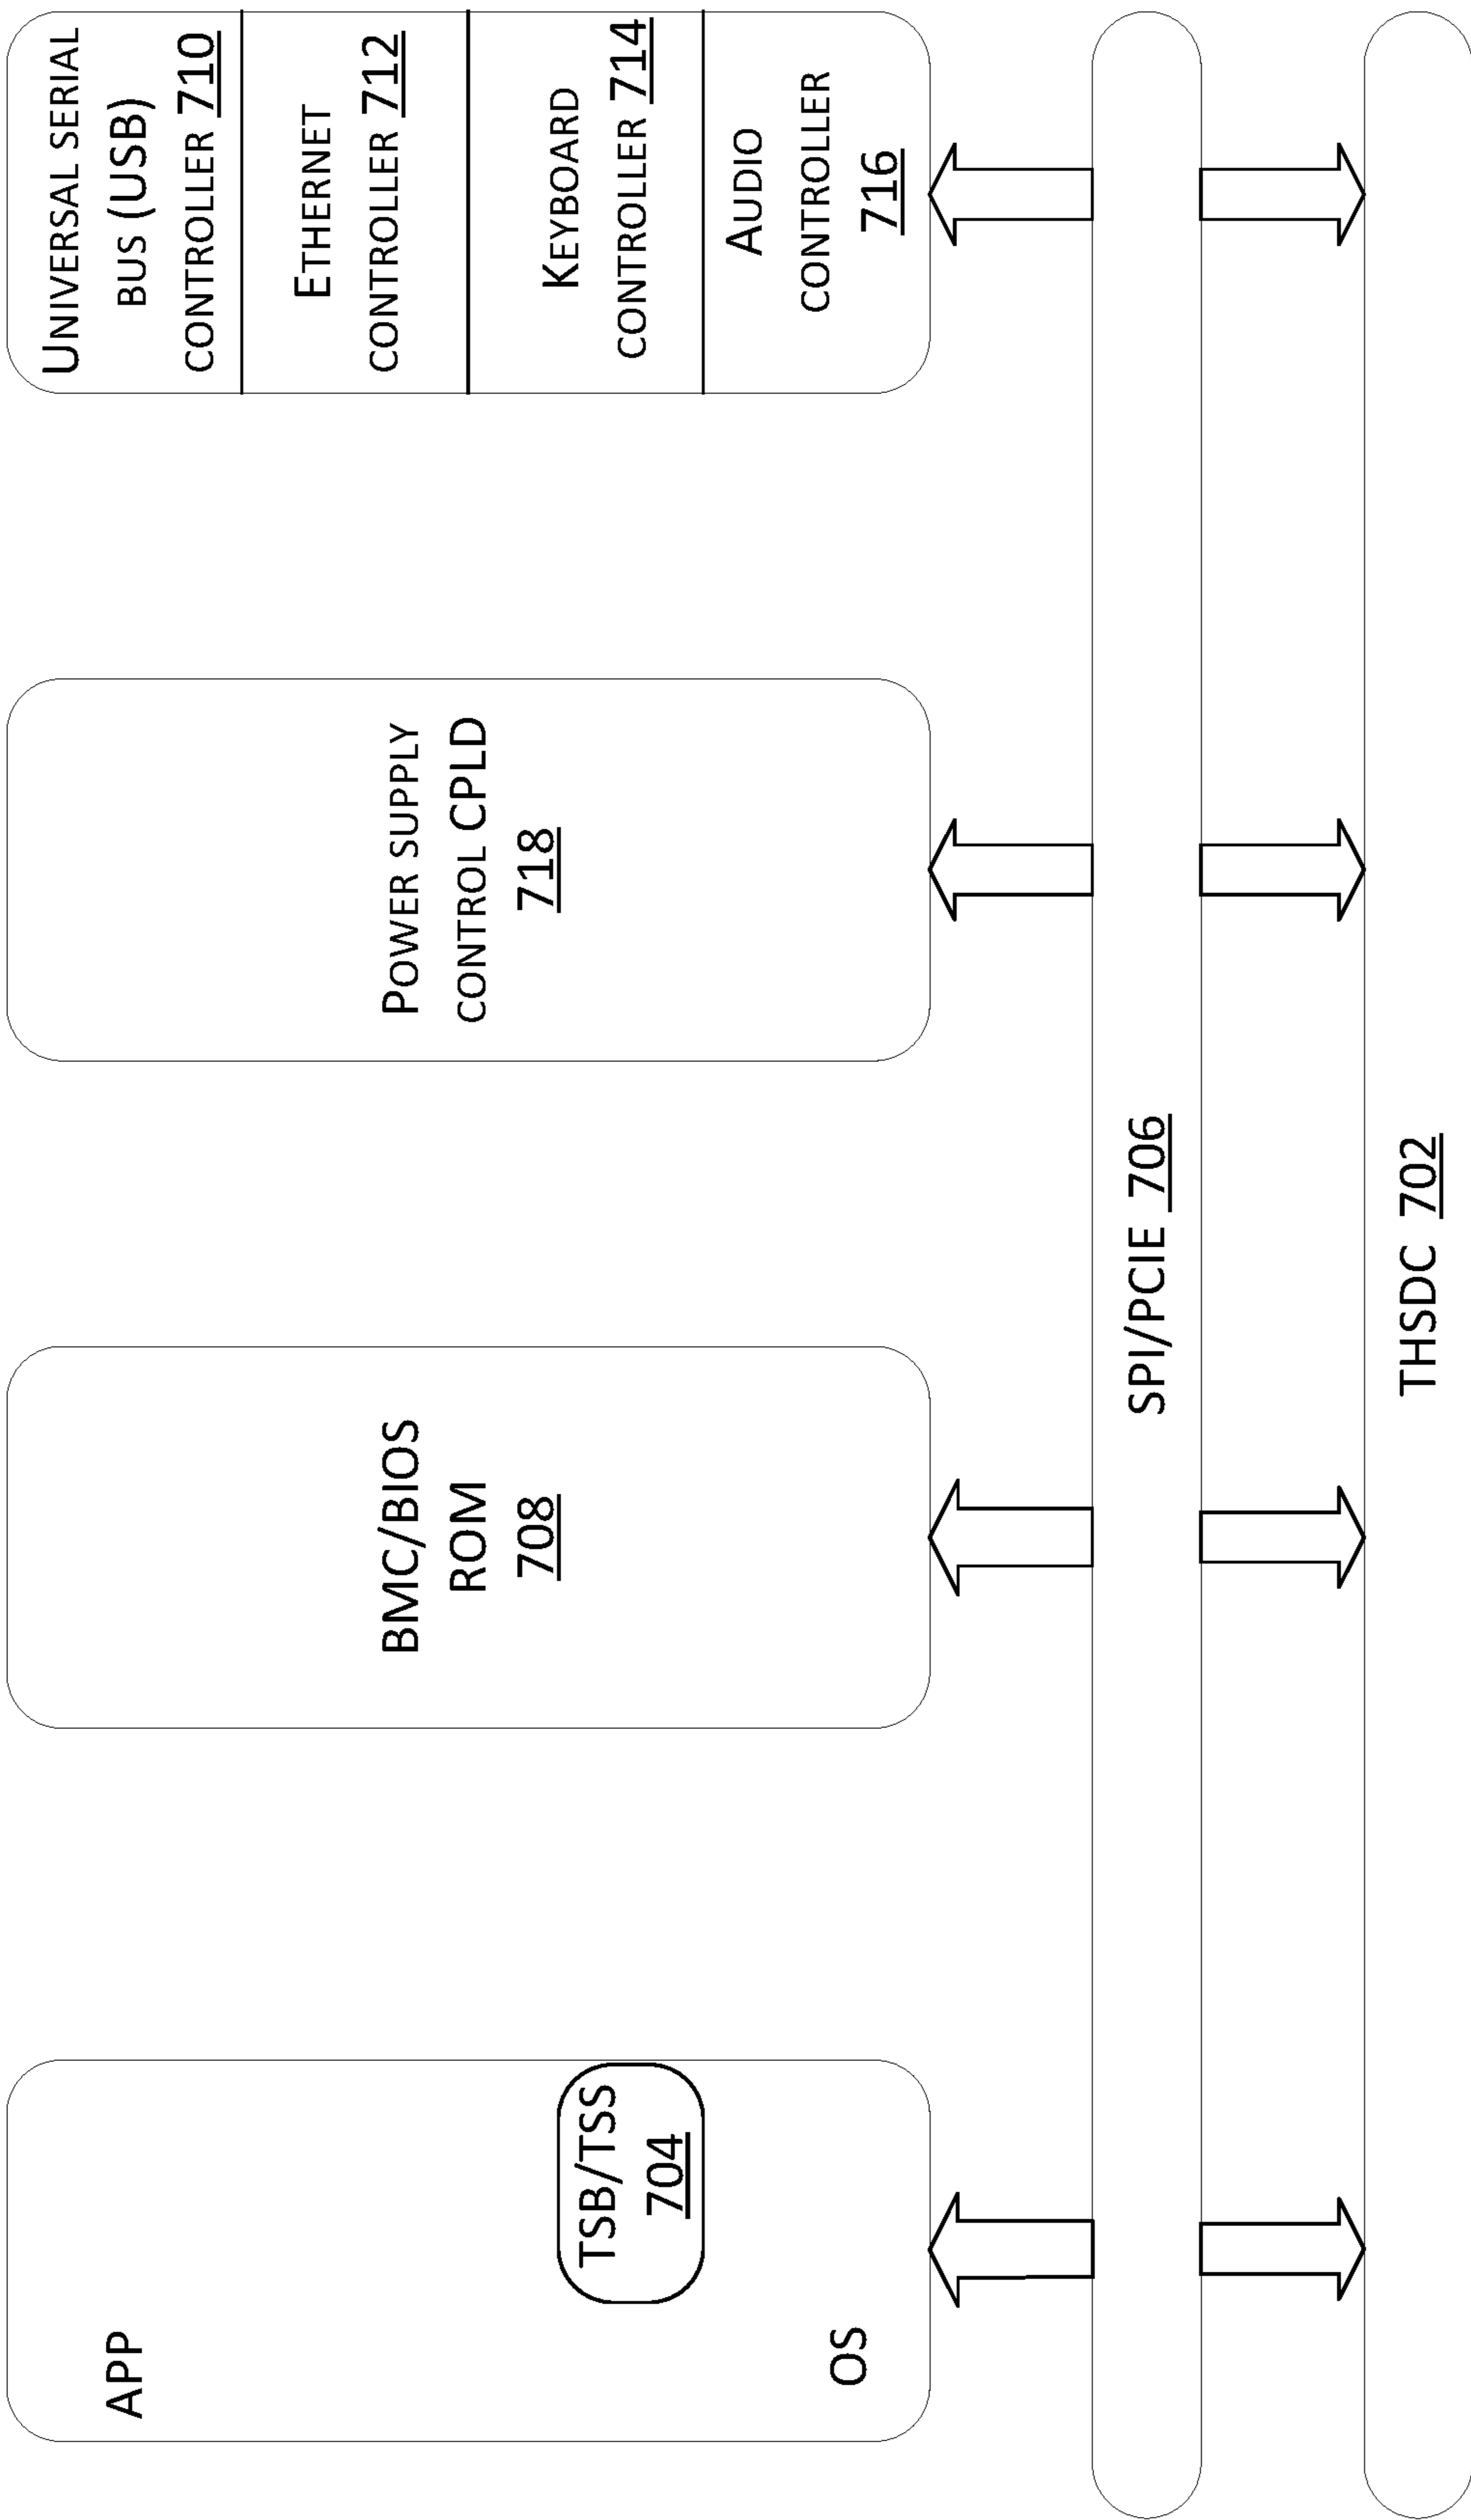 APP
TSB/TSS
704
OS
BMC/BIOS
ROM
708
POWER SUPPLY
CONTROL CPLD
718
UNIVERSAL SERIAL
BUS (USB)
CONTROLLER 710
ETHERNET
CONTROLLER 712
KEYBOARD
CONTROLLER 714
AUDIO
CONTROLLER
716
SPI/PCIE 706
THSDC 702